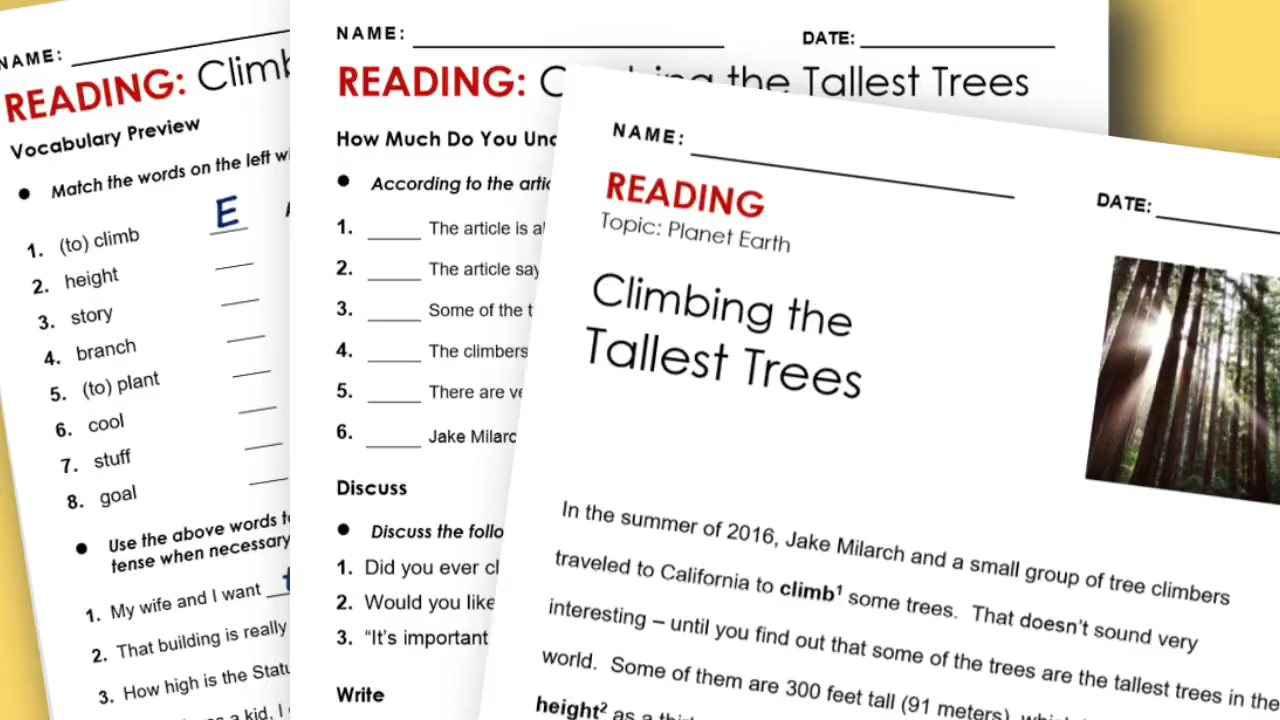 NAME:
READING: Climb
Vocabulary Preview
● Match the words on the left wi
1. (to) climb E
2. height
3. story
4. branch
5. (to) plant
6. cool
7. stuff
8. goal
● Use the above words to
tense when necessary
1. My wife and I want
2. That building is really
3. How high is the Statu
a kid, I
NAME: DATE:
READING: Climbing the Tallest Trees
How Much Do You Und
● According to the artic
1. The article is al
2. The article say
3. Some of the t
4. The climbers
5. There are ve
6. Jake Milarc
Discuss
● Discuss the follo
1. Did you ever cl
2. Would you like
3. “It’s important
Write
NAME: DATE:
READING
Topic: Planet Earth
Climbing the
Tallest Trees
In the summer of 2016, Jake Milarch and a small group of tree climbers
traveled to California to climb¹ some trees. That doesn’t sound very
interesting – until you find out that some of the trees are the tallest trees in the
world. Some of them are 300 feet tall (91 meters), which
height² as a thi